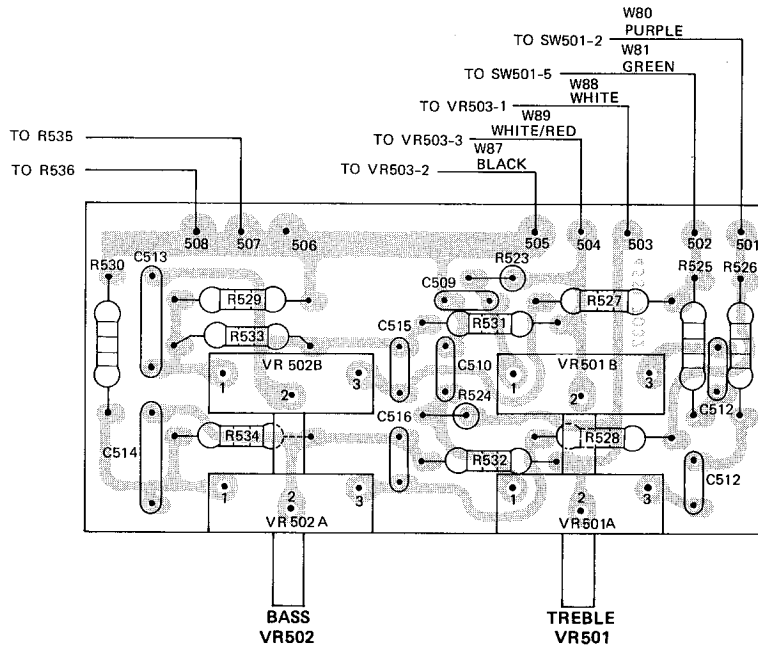 W80
PURPLE
TO SW501-2
W81
GREEN
TO SW501-5
W88
WHITE
TO VR503-1
W89
WHITE/RED
TO VR503-3
W87
BLACK
TO VR503-2
TO R535
TO R536
508 507 506 505 504 503 502 501
C513
R523
R530
R525
R526
C509
R529
R527
R533
C515
R531
C510
VR 502B
VR501 B
1 2 3
1 2 3
C512
R524
C516
C514
R534
R528
R532
C512
1 2 3
1 2 3
VR502A
VR501A
BASS
VR502
TREBLE
VR501